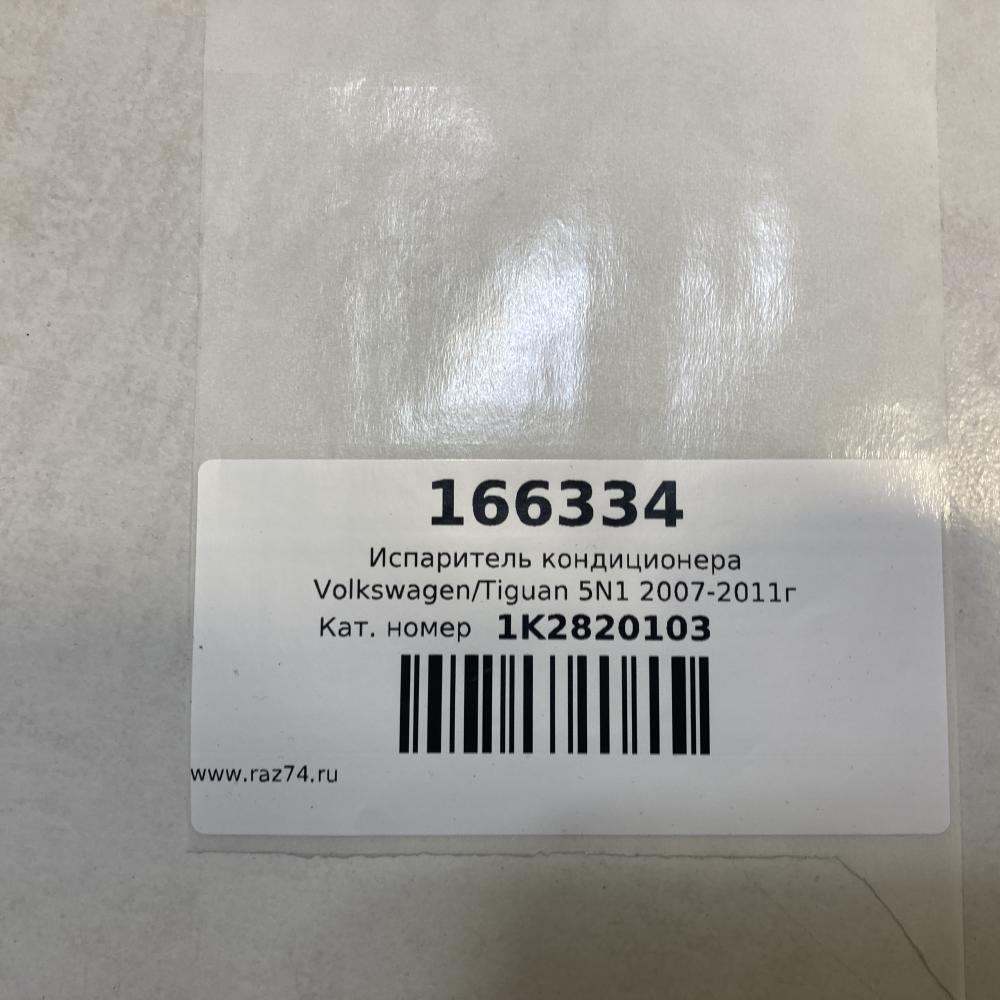 166334
Испаритель кондиционера
Volkswagen/Tiguan 5N1 2007-2011г
Кат. номер 1K2820103
www.raz74.ru